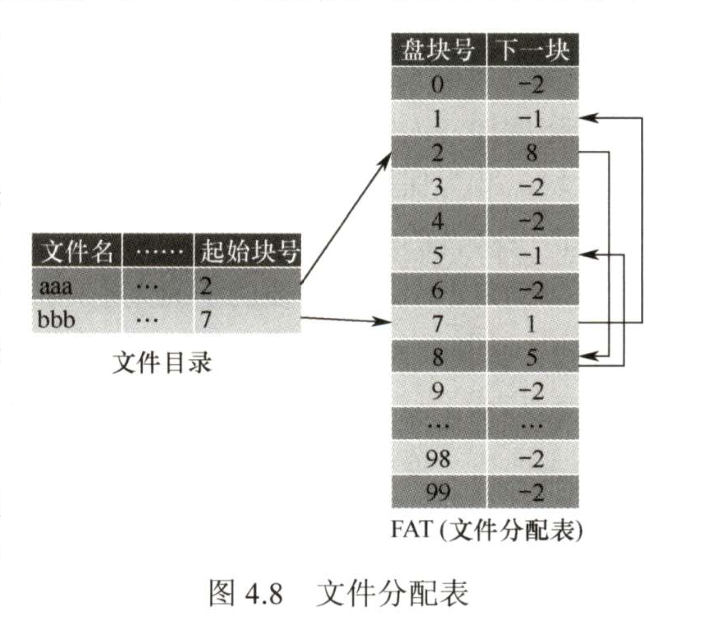 盘块号 下一块
0 -2
1 -1
2 8
3 -2
4 -2
5 -1
6 -2
7 1
8 5
9 -2
… …
98 -2
99 -2
FAT (文件分配表)
文件名 …… 起始块号
aaa … 2
bbb … 7
文件目录
图 4.8 文件分配表